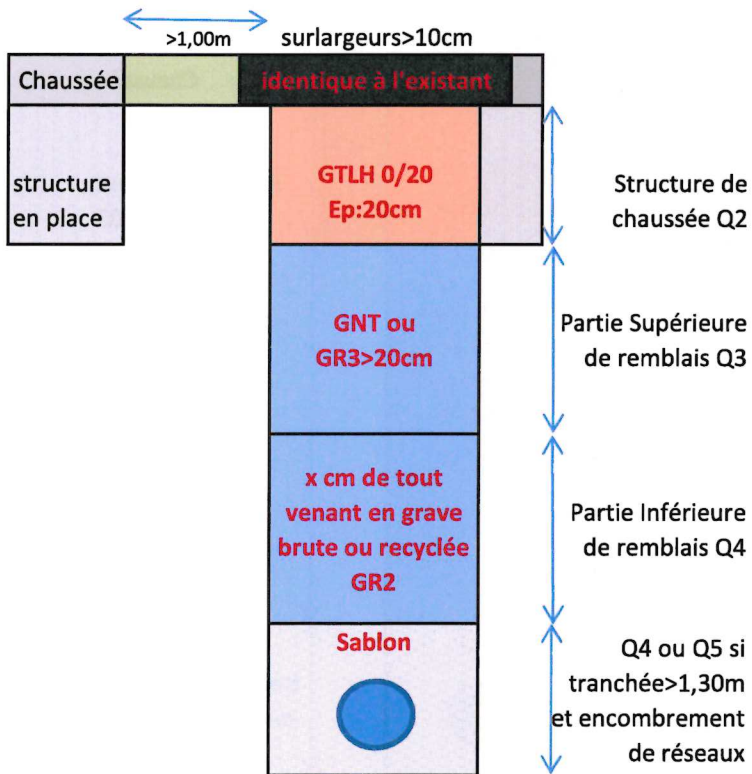 >1,00m
surlargeurs>10cm
Chaussée
identique à l'existant
structure
en place
GTLH 0/20
Ep:20cm
Structure de
chaussée Q2
GNT ou
GR3>20cm
Partie Supérieure
de remblais Q3
x cm de tout
venant en grave
brute ou recyclée
GR2
Partie Inférieure
de remblais Q4
Sablon
Q4 ou Q5 si
tranchée>1,30m
et encombrement
de réseaux